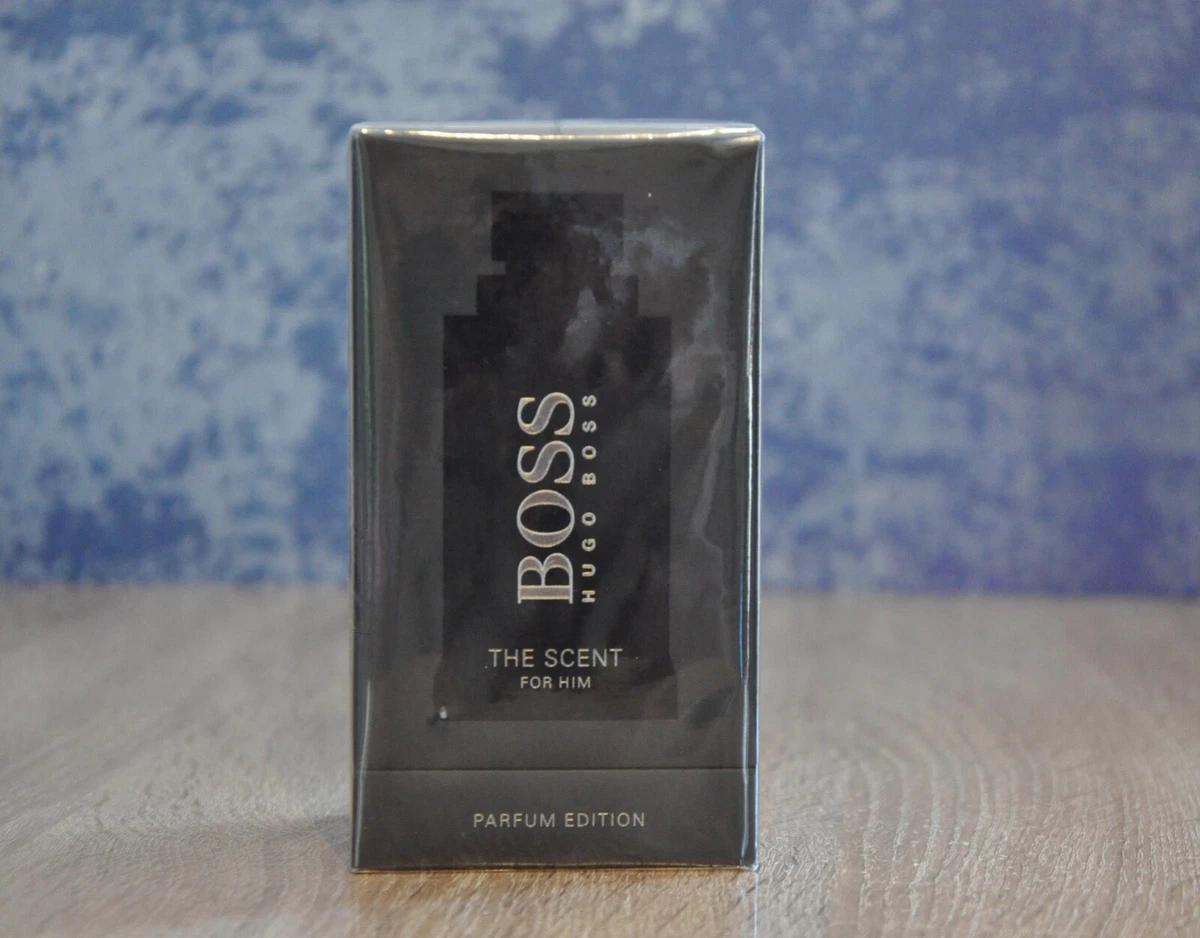 BOSS
HUGO BOSS
THE SCENT
FOR HIM
PARFUM EDITION